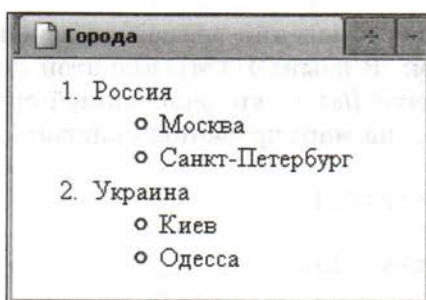 Города
1. Россия
Москва
Санкт-Петербург
2. Украина
Киев
Одесса